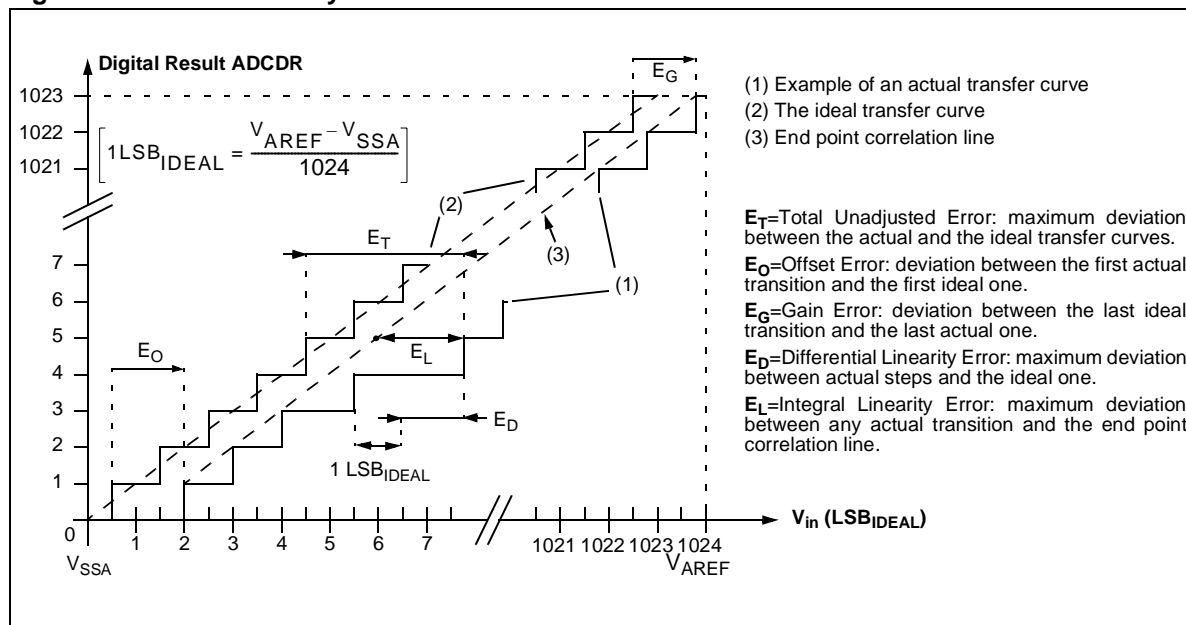 Digital Result ADCDR
1023
1022
1021
7
6
5
4
3
2
1
0
[1LSB_IDEAL = (V_AREF – V_SSA) / 1024]
E_G
(2)
(3)
(1)
E_T
E_O
E_L
E_D
1 LSB_IDEAL
1 2 3 4 5 6 7 1021 1022 1023 1024
V_in (LSB_IDEAL)
V_SSA
V_AREF
(1) Example of an actual transfer curve
(2) The ideal transfer curve
(3) End point correlation line
E_T=Total Unadjusted Error: maximum deviation
between the actual and the ideal transfer curves.
E_O=Offset Error: deviation between the first actual
transition and the first ideal one.
E_G=Gain Error: deviation between the last ideal
transition and the last actual one.
E_D=Differential Linearity Error: maximum deviation
between actual steps and the ideal one.
E_L=Integral Linearity Error: maximum deviation
between any actual transition and the end point
correlation line.